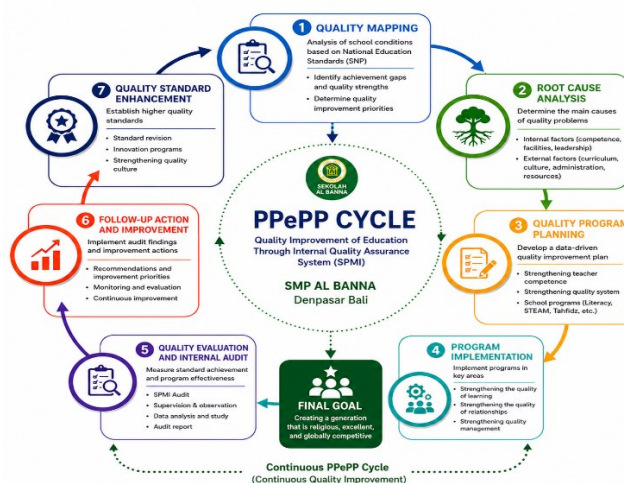 1 QUALITY MAPPING
Analysis of school conditions
based on National Education
Standards (SNP)
• Identify achievement gaps
and quality strengths
• Determine quality
improvement priorities
2 ROOT CAUSE
ANALYSIS
Determine the main causes
of quality problems
• Internal factors (competence,
facilities, leadership)
• External factors (curriculum,
culture, administration,
resources)
3 QUALITY PROGRAM
PLANNING
Develop a data-driven
quality improvement plan
• Strengthening teacher
competence
• Strengthening quality system
• School programs (Literacy,
STEAM, Tahfidz, etc.)
4 PROGRAM
IMPLEMENTATION
Implement programs in
key areas
• Strengthening the quality
of learning
• Strengthening the quality
of relationships
• Strengthening quality
management
5 QUALITY EVALUATION
AND INTERNAL AUDIT
Measure standard achievement
and program effectiveness
• SPMI Audit
• Supervision & observation
• Data analysis and study
• Audit report
6 FOLLOW-UP ACTION
AND IMPROVEMENT
Implement audit findings
and improvement actions
• Recommendations and
improvement priorities
• Monitoring and evaluation
• Continuous improvement
7 QUALITY STANDARD
ENHANCEMENT
Establish higher quality
standards
• Standard revision
• Innovation programs
• Strengthening quality
culture
SEKOLAH
AL BANNA
PPePP CYCLE
Quality Improvement of Education
Through Internal Quality Assurance
System (SPMI)
SMP AL BANNA
Denpasar Bali
FINAL GOAL
Creating a generation
that is religious, excellent,
and globally competitive
Continuous PPePP Cycle
(Continuous Quality Improvement)